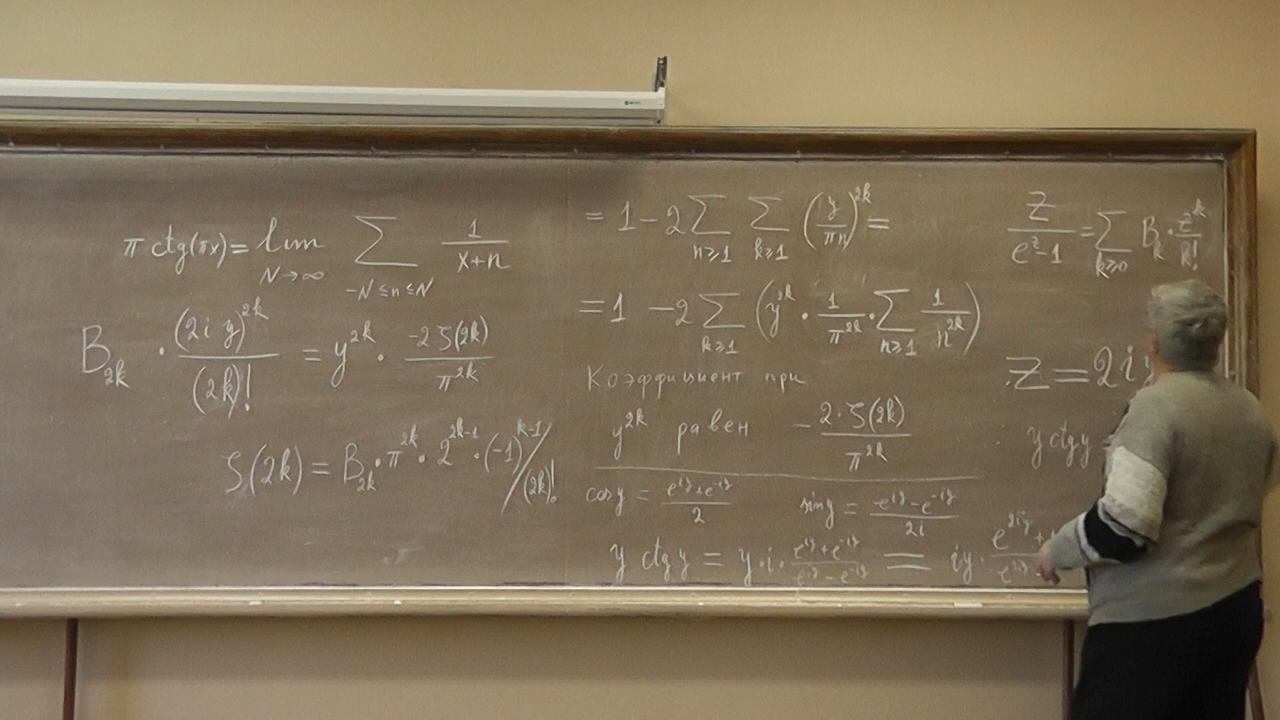 π ctg(πx) = lim_{N→∞} ∑_{-N≤n≤N} 1/(x+n)
B_{2k} · (2iy)^{2k}/(2k)! = y^{2k} · -2ζ(2k)/π^{2k}
ζ(2k) = B_{2k} · π^{2k} · 2^{2k-1} · (-1)^{k-1}/(2k)!
= 1 - 2 ∑_{n≥1} ∑_{k≥1} (y/πn)^{2k} =
= 1 - 2 ∑_{k≥1} (y^{2k} · 1/π^{2k} · ∑_{n≥1} 1/n^{2k})
Коэффициент при
y^{2k} равен - 2·ζ(2k)/π^{2k}
cos y = (e^{iy}+e^{-iy})/2 sin y = (e^{iy}-e^{-iy})/2i
y ctg y = y·i· (e^{iy}+e^{-iy})/(e^{iy}-e^{-iy}) = iy· e^{2iy}+ / e^{2iy}
z/(e^z-1) = ∑_{k≥0} B_k · z^k/k!
z = 2iy
y ctg y